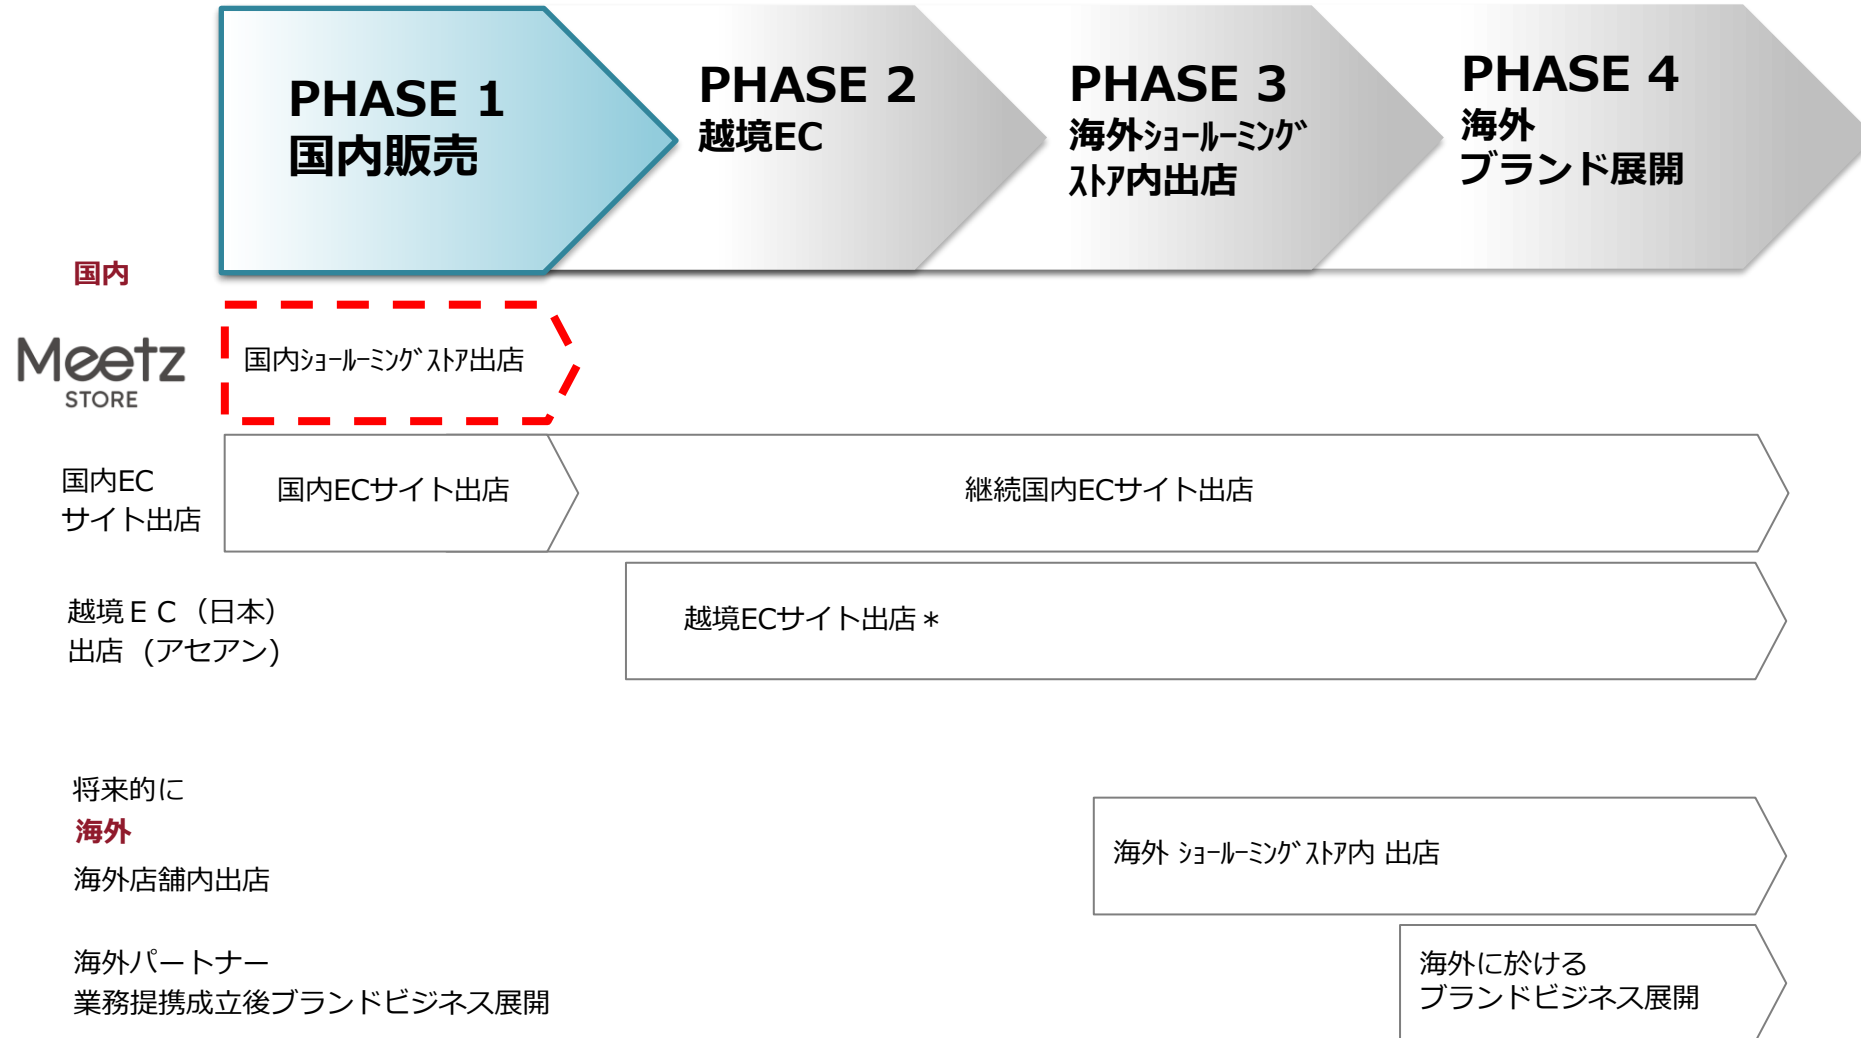 PHASE 1
国内販売
PHASE 2
越境EC
PHASE 3
海外ｼｮｰﾙｰﾐﾝｸﾞ
ｽﾄｱ内出店
PHASE 4
海外
ブランド展開
国内
Meetz
STORE
国内ｼｮｰﾙｰﾐﾝｸﾞｽﾄｱ出店
国内EC
サイト出店
国内ECサイト出店
継続国内ECサイト出店
越境ＥＣ（日本）
出店 (アセアン)
越境ECサイト出店＊
将来的に
海外
海外店舗内出店
海外 ｼｮｰﾙｰﾐﾝｸﾞｽﾄｱ内 出店
海外パートナー
業務提携成立後ブランドビジネス展開
海外に於ける
ブランドビジネス展開